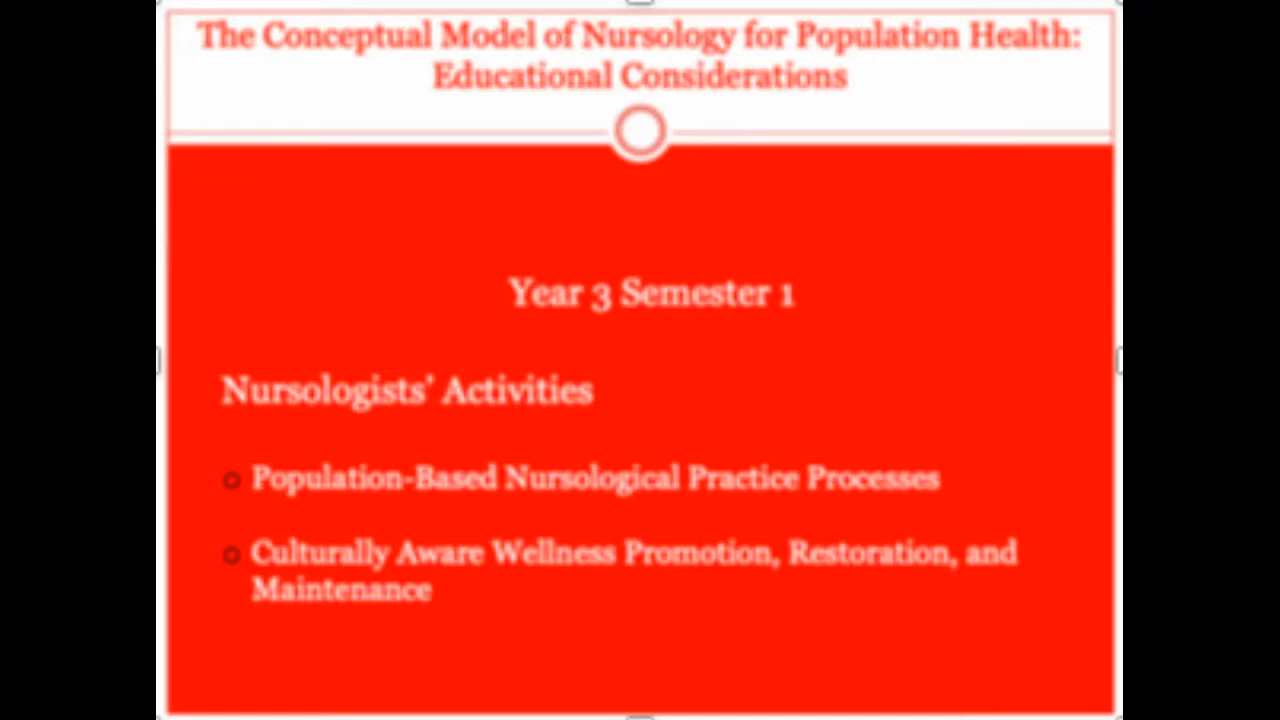 The Conceptual Model of Nursology for Population Health:
Educational Considerations
Year 3 Semester 1
Nursologists’ Activities
Population-Based Nursological Practice Processes
Culturally Aware Wellness Promotion, Restoration, and
Maintenance